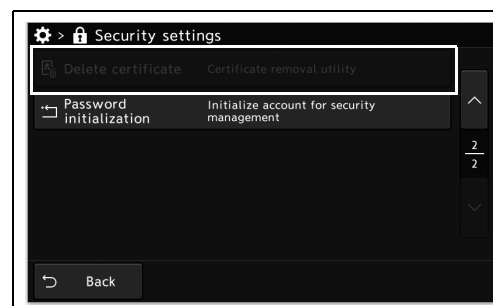 > Security settings
Delete certificate Certificate removal utility
Password initialization Initialize account for security management
2
2
Back